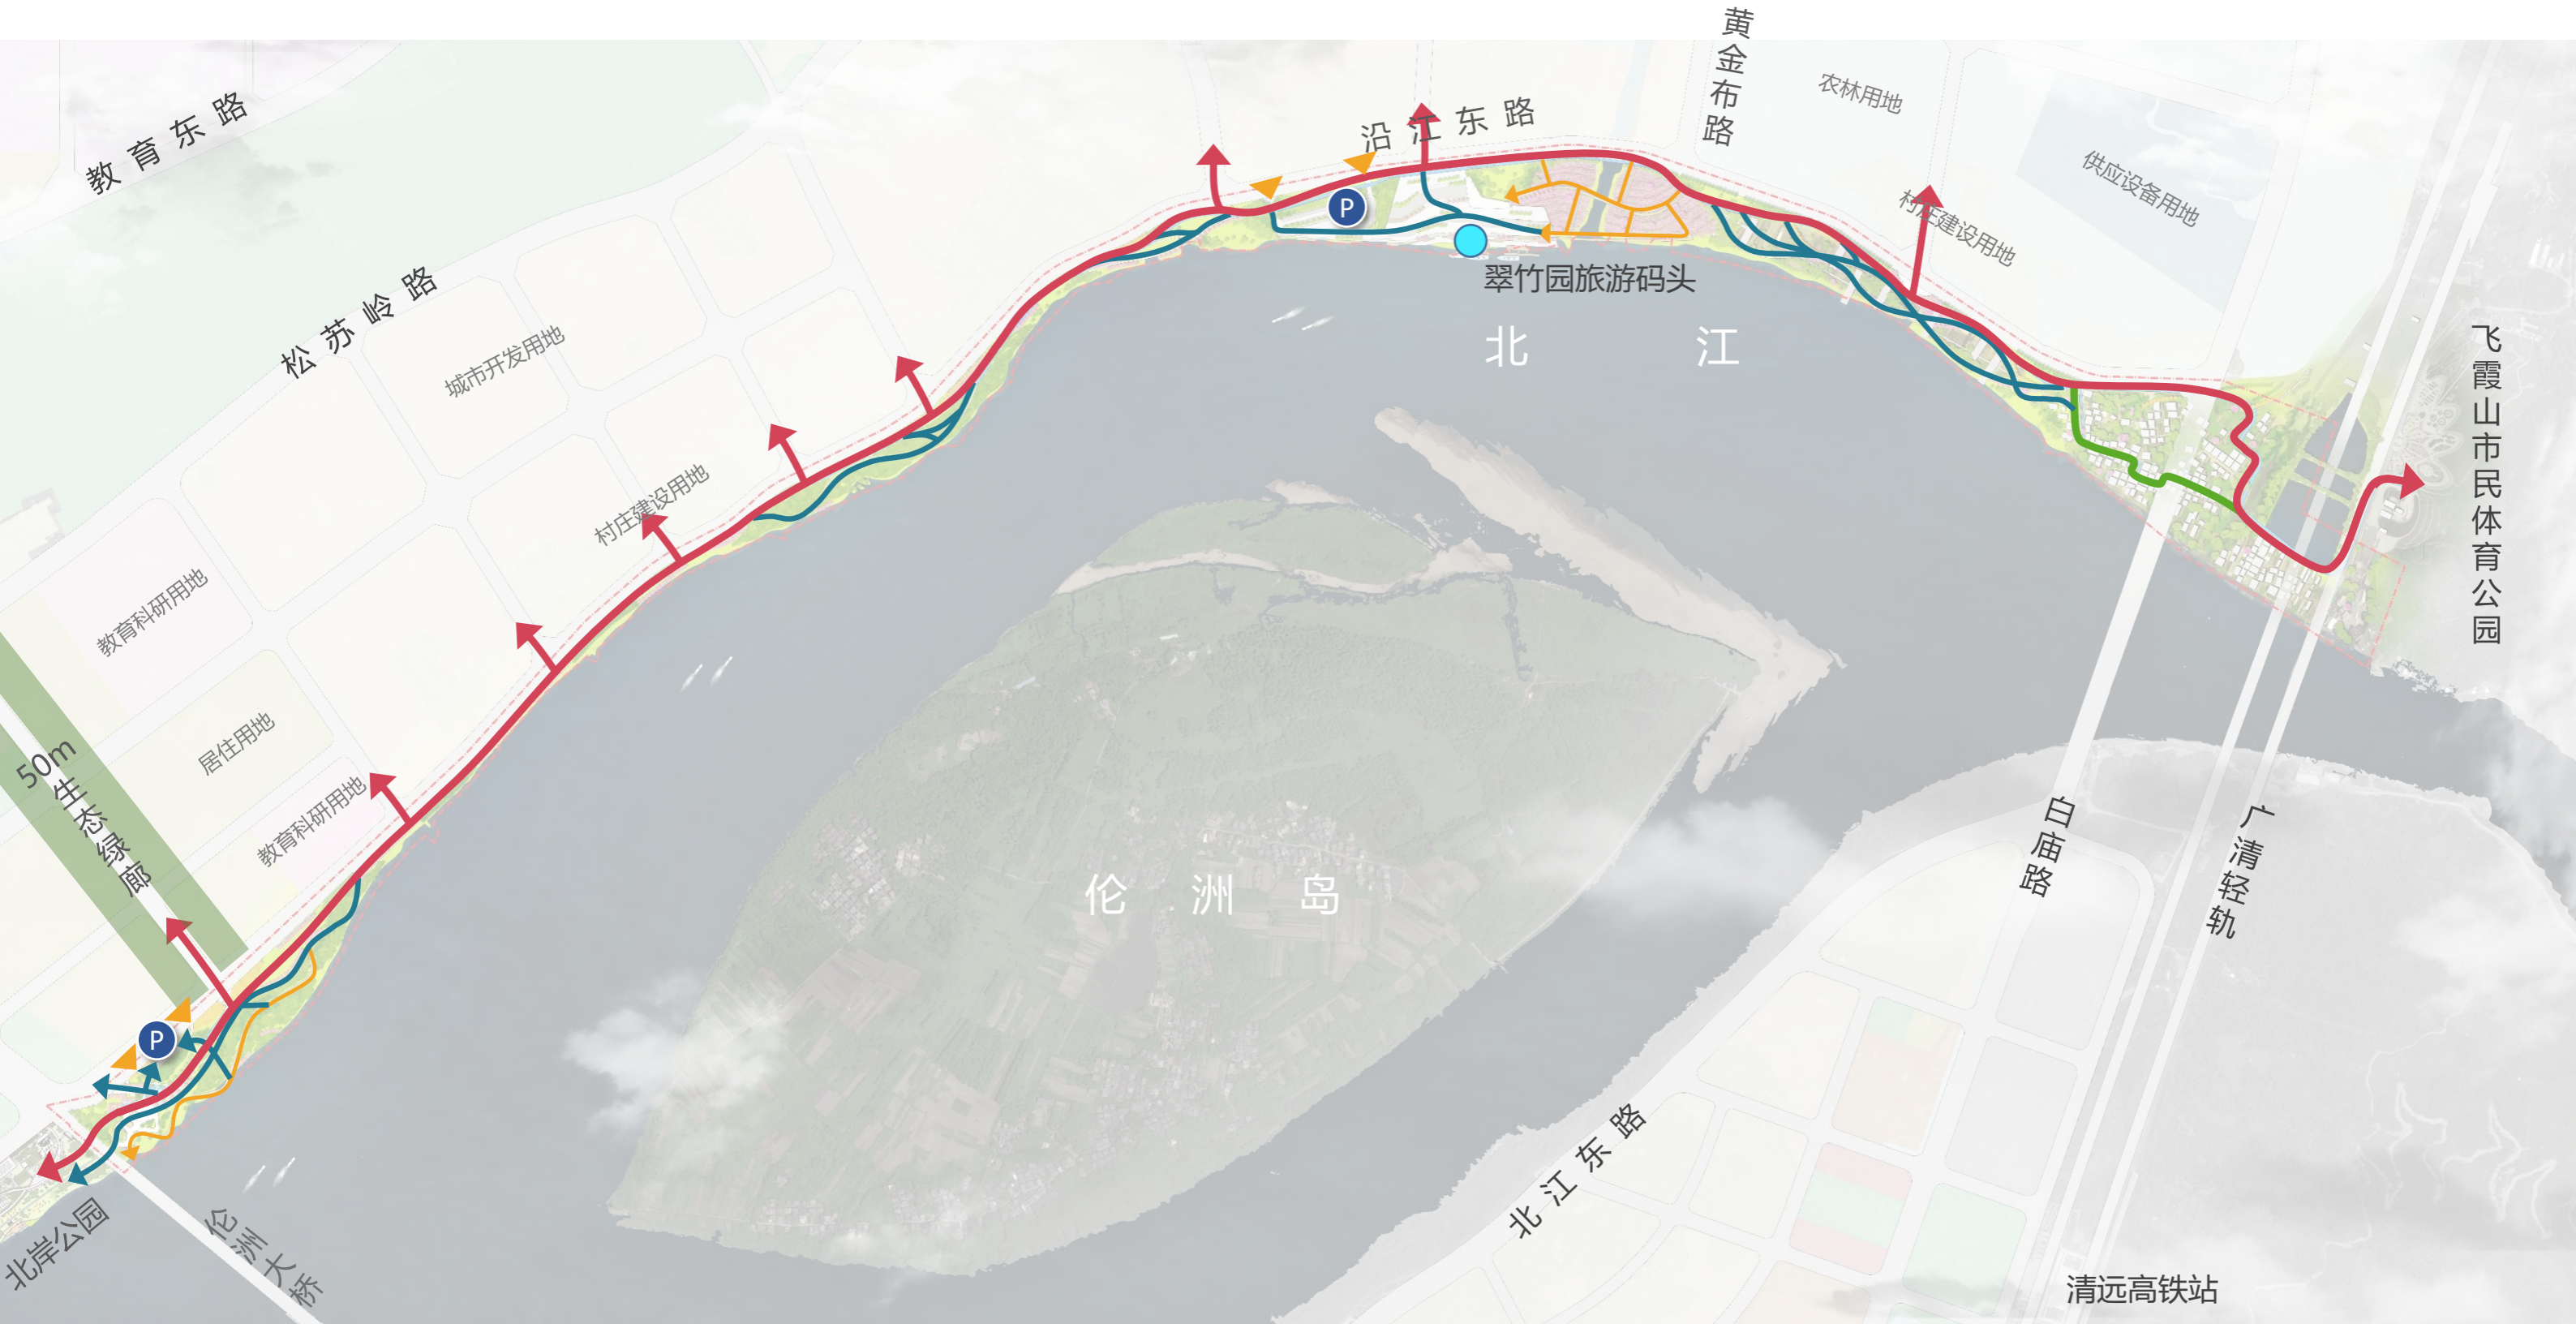 黄金布路
农林用地
沿江东路
教育东路
供应设备用地
P
村庄建设用地
翠竹园旅游码头
松苏岭路
北江
飞霞山市民体育公园
城市开发用地
村庄建设用地
教育科研用地
居住用地
50m生态绿廊
教育科研用地
白庙路
广清轻轨
伦洲岛
P
北江东路
北岸公园
伦洲大桥
清远高铁站